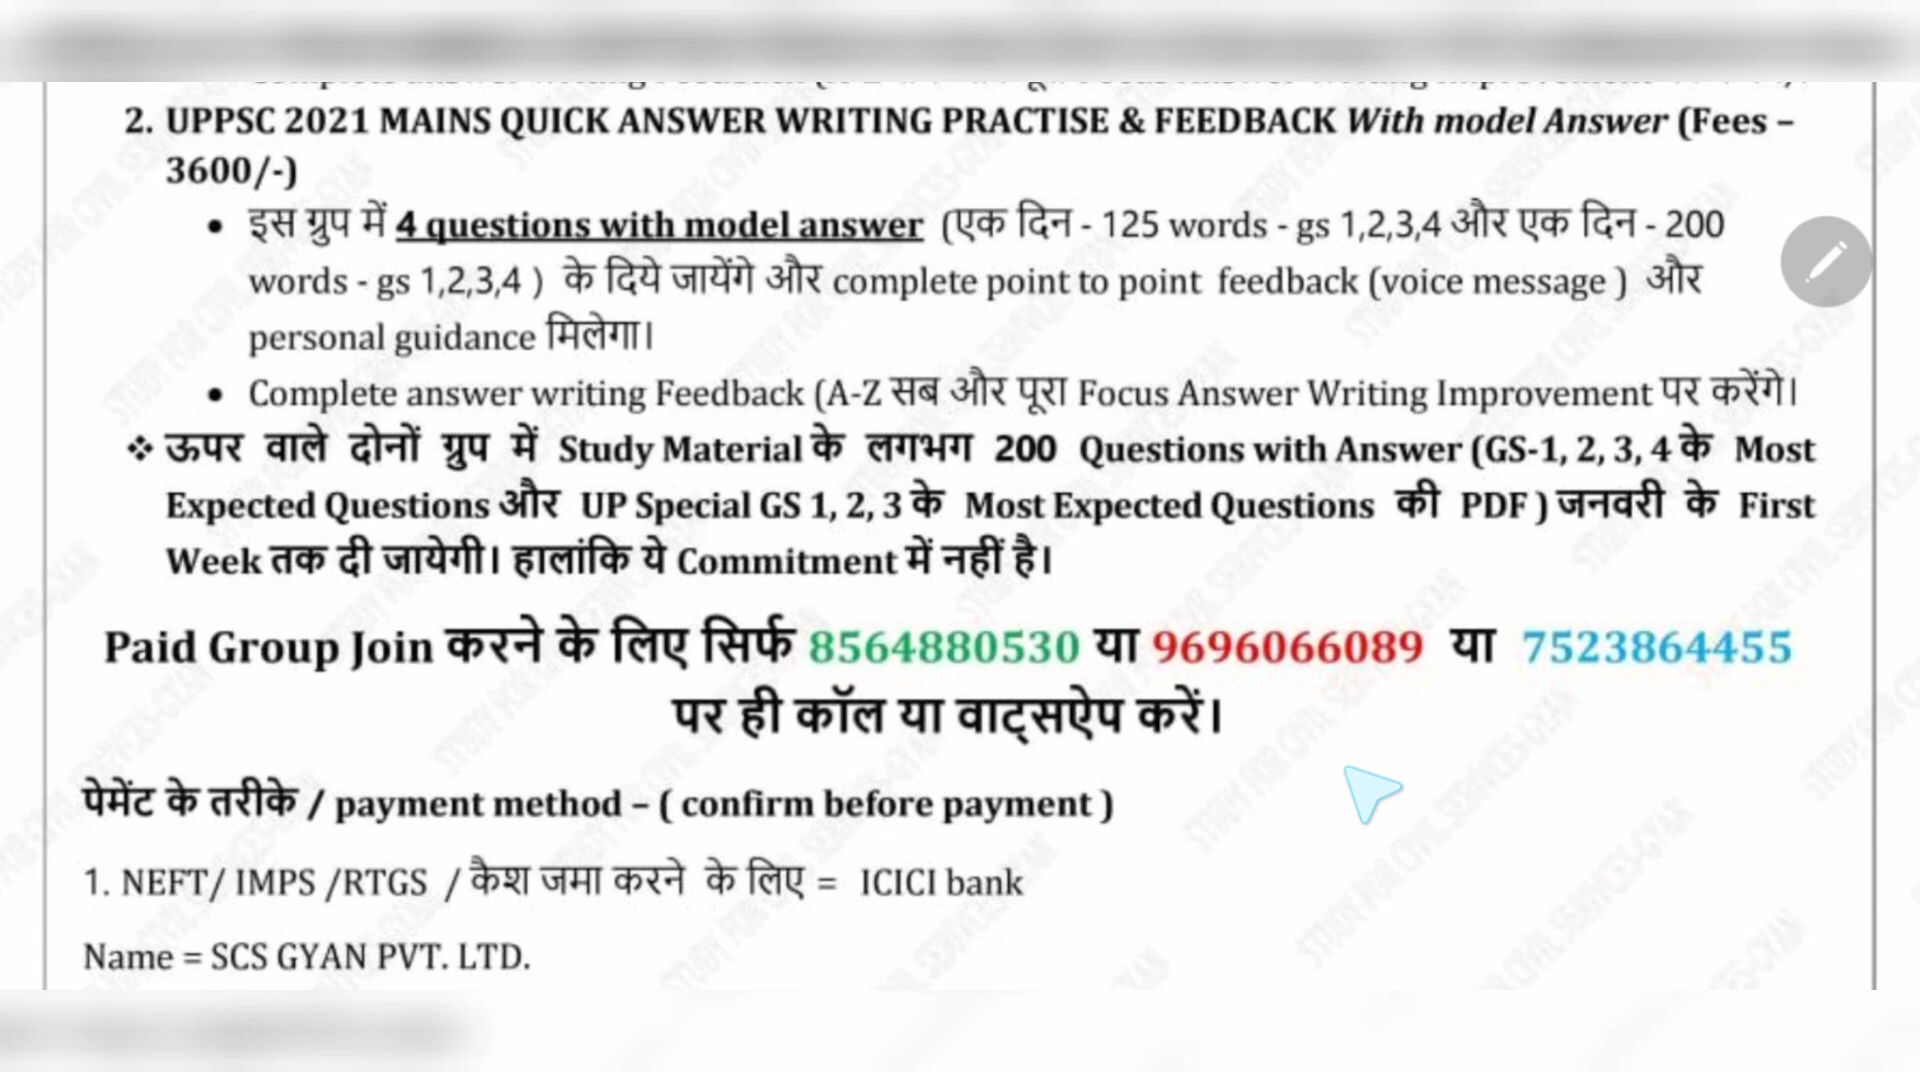 2. UPPSC 2021 MAINS QUICK ANSWER WRITING PRACTISE & FEEDBACK With model Answer (Fees –
3600/-)
• इस ग्रुप में 4 questions with model answer (एक दिन - 125 words - gs 1,2,3,4 और एक दिन - 200
words - gs 1,2,3,4 ) के दिये जायेंगे और complete point to point feedback (voice message ) और
personal guidance मिलेगा।
• Complete answer writing Feedback (A-Z सब और पूरा Focus Answer Writing Improvement पर करेंगे।
❖ ऊपर वाले दोनों ग्रुप में Study Material के लगभग 200 Questions with Answer (GS-1, 2, 3, 4 के Most
Expected Questions और UP Special GS 1, 2, 3 के Most Expected Questions की PDF ) जनवरी के First
Week तक दी जायेगी। हालांकि ये Commitment में नहीं है।
Paid Group Join करने के लिए सिर्फ 8564880530 या 9696066089 या 7523864455
पर ही कॉल या वाट्सऐप करें।
पेमेंट के तरीके / payment method – ( confirm before payment )
1. NEFT/ IMPS /RTGS / कैश जमा करने के लिए = ICICI bank
Name = SCS GYAN PVT. LTD.